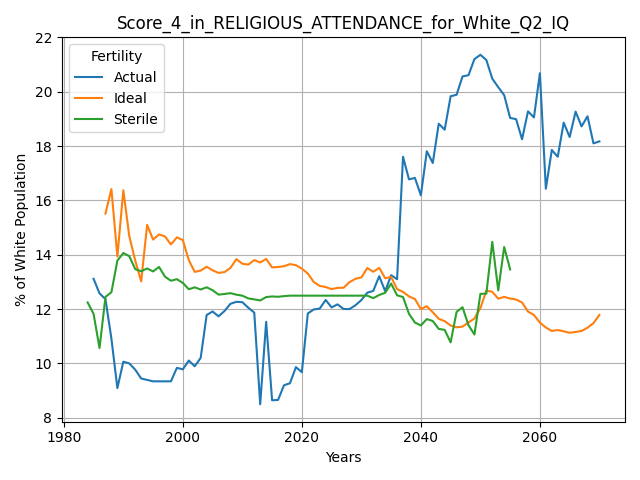 Score_4_in_RELIGIOUS_ATTENDANCE_for_White_Q2_IQ
Fertility
Actual
Ideal
Sterile
% of White Population
22
20
18
16
14
12
10
8
1980
2000
2020
2040
2060
Years